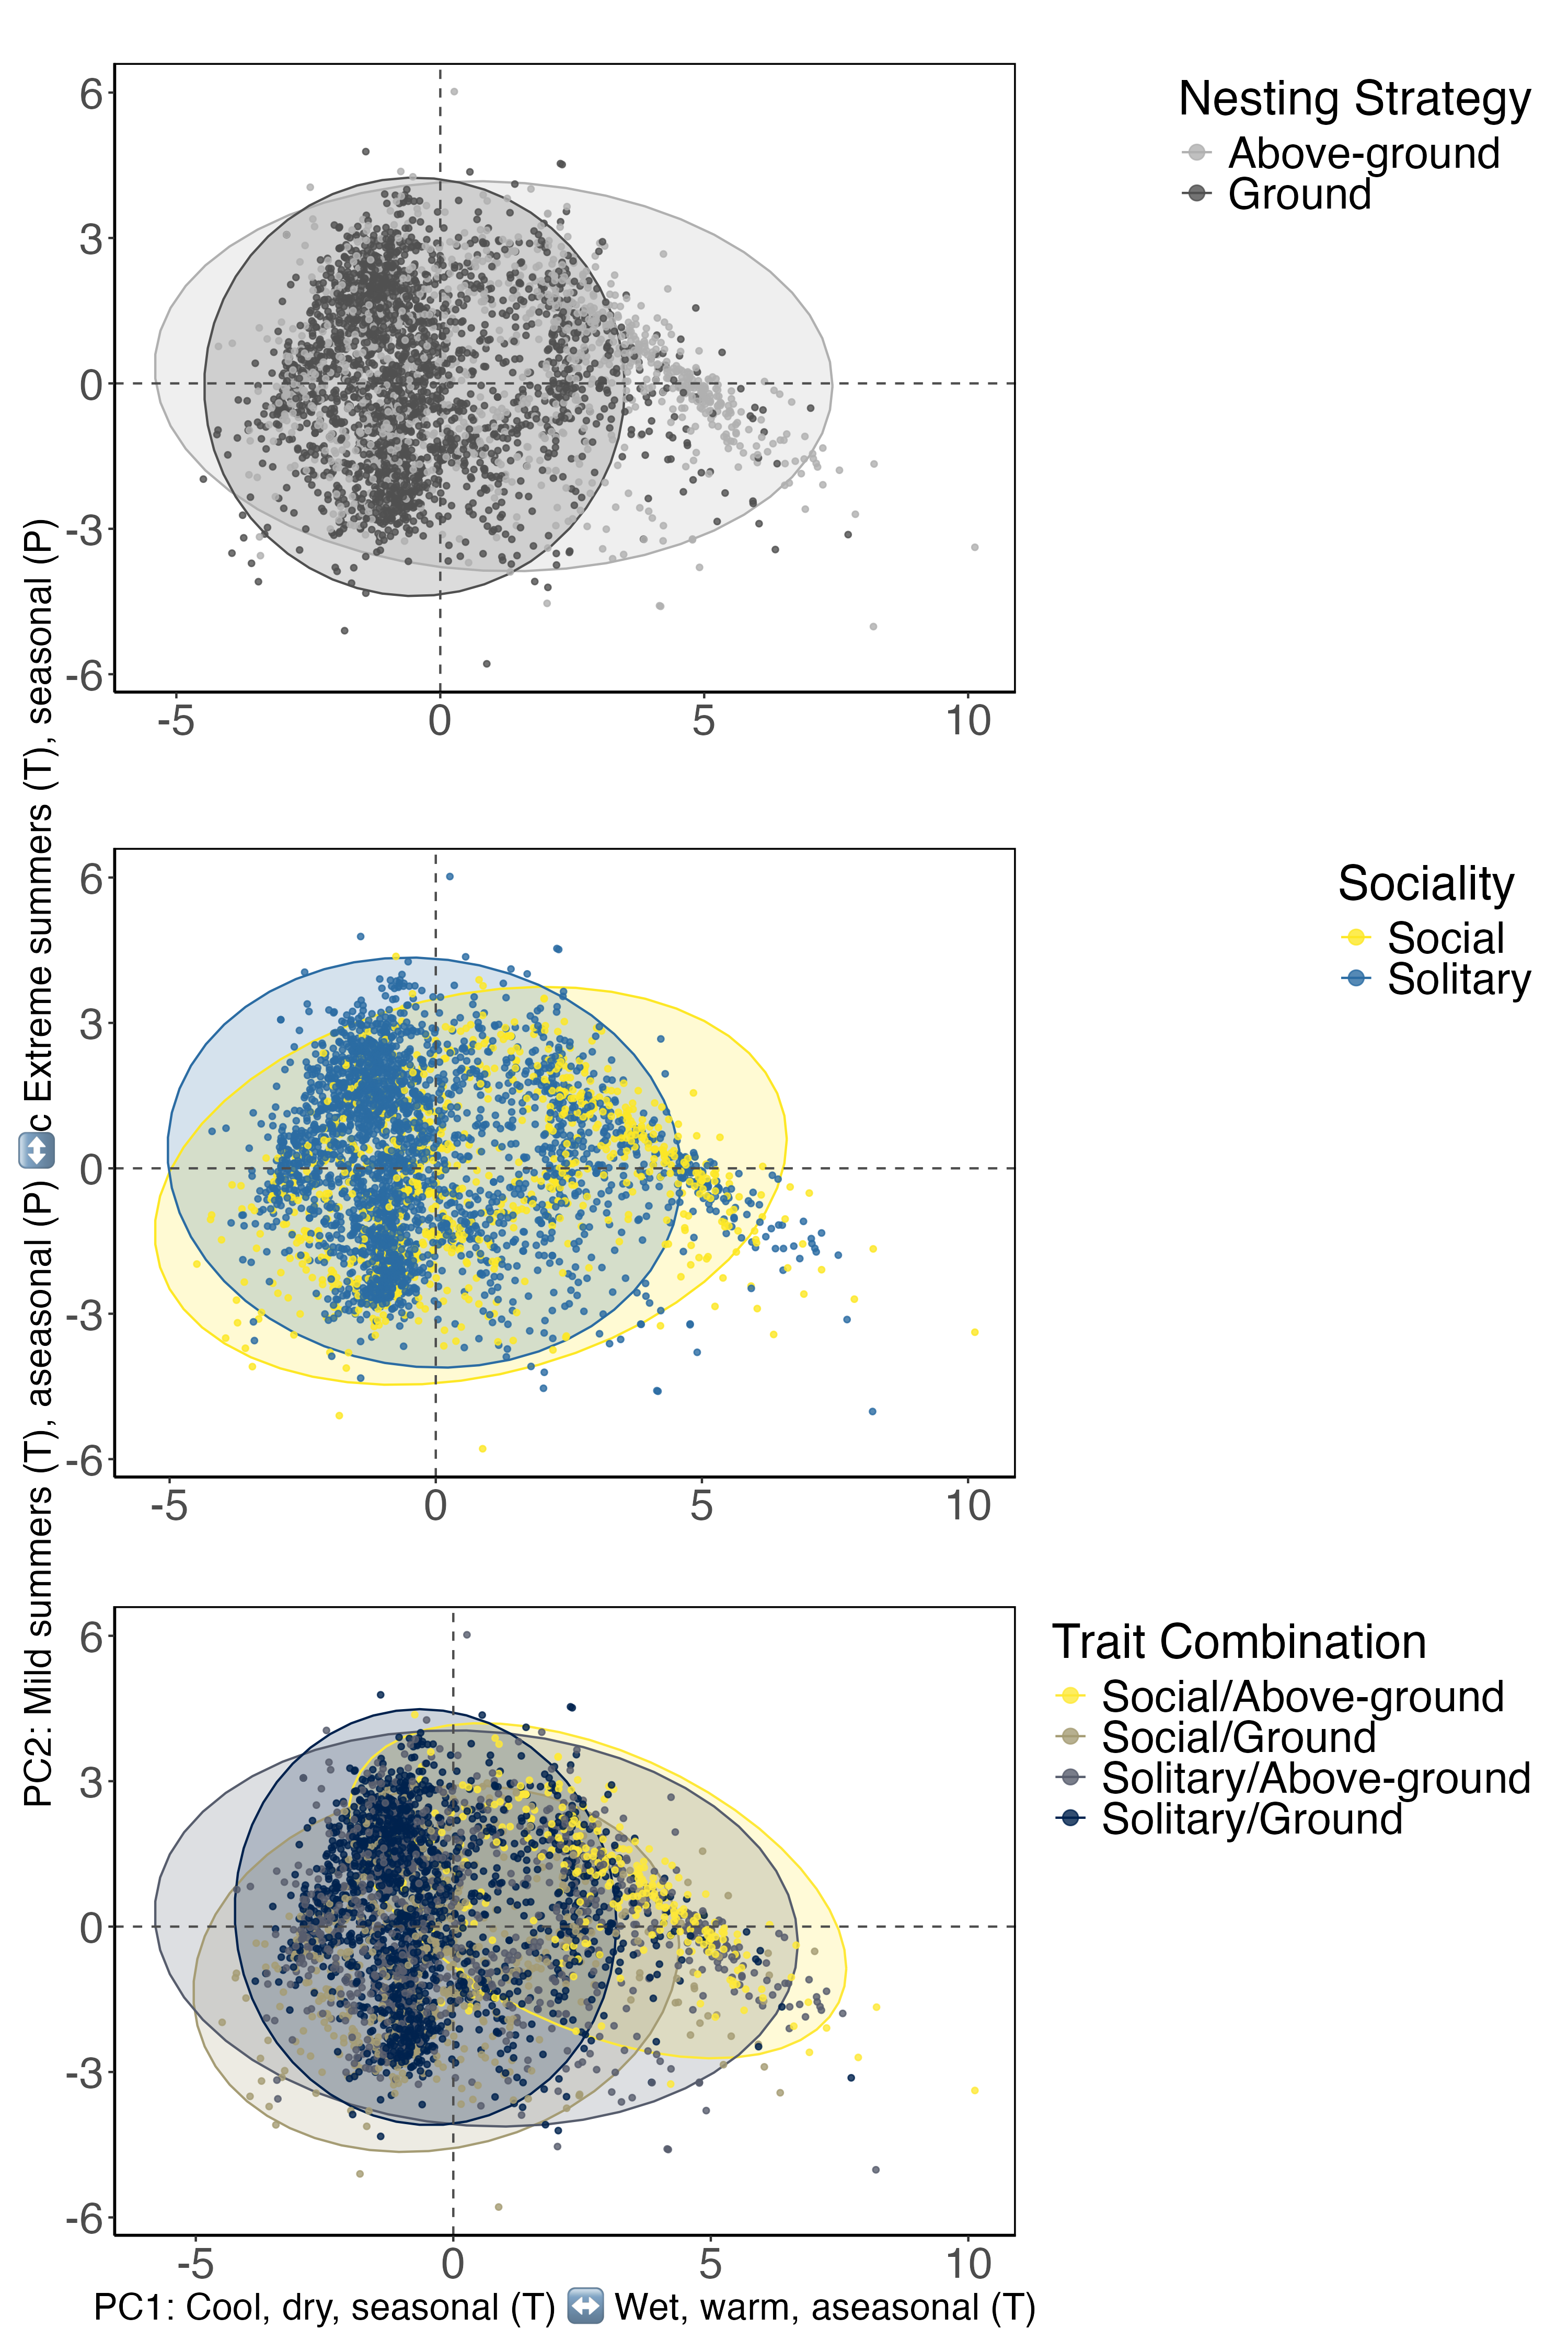 Nesting Strategy
Above-ground
Ground
6
3
0
-3
-6
-5 0 5 10
Sociality
Social
Solitary
6
3
0
-3
-6
-5 0 5 10
Trait Combination
Social/Above-ground
Social/Ground
Solitary/Above-ground
Solitary/Ground
6
3
0
-3
-6
-5 0 5 10
PC2: Mild summers (T), aseasonal (P) ↕️c Extreme summers (T), seasonal (P)
PC1: Cool, dry, seasonal (T) ↔️ Wet, warm, aseasonal (T)